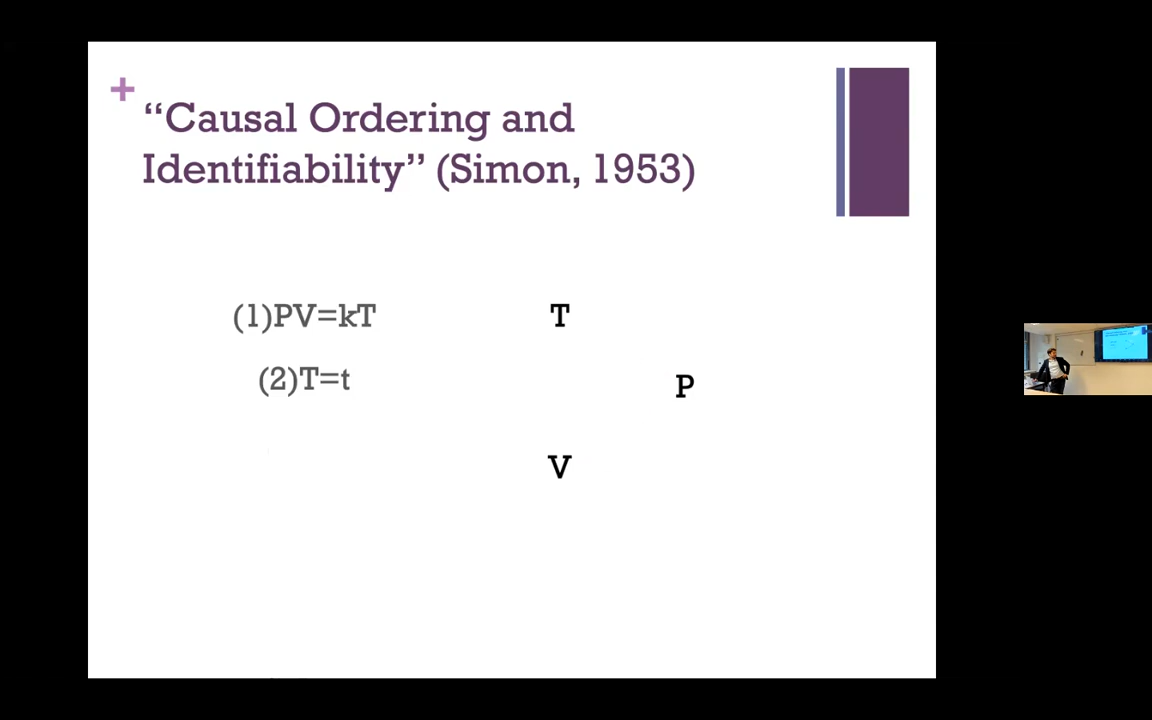 +
“Causal Ordering and
Identifiability” (Simon, 1953)
(1)PV=kT
T
(2)T=t
P
V